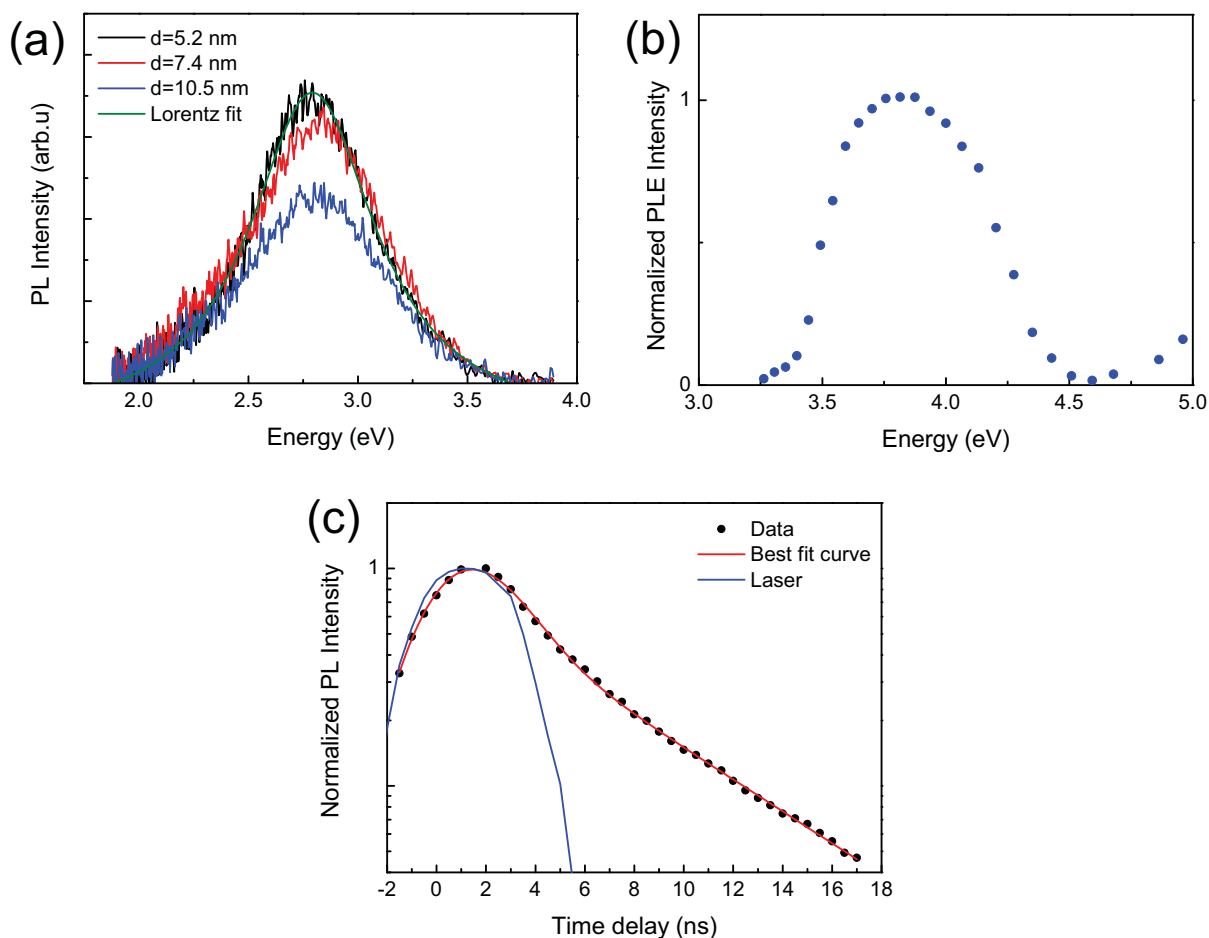 (a)
d=5.2 nm
d=7.4 nm
d=10.5 nm
Lorentz fit
PL Intensity (arb.u)
2.0 2.5 3.0 3.5 4.0
Energy (eV)
(b)
Normalized PLE Intensity
1
0
3.0 3.5 4.0 4.5 5.0
Energy (eV)
(c)
Data
Best fit curve
Laser
Normalized PL Intensity
1
-2 0 2 4 6 8 10 12 14 16 18
Time delay (ns)